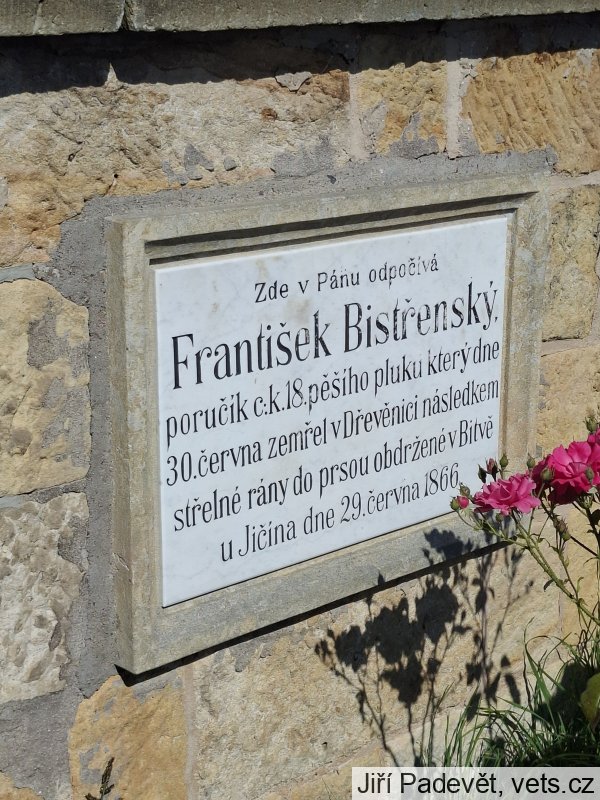 Zde v Pánu odpočívá
František Bistřenský,
poručík c.k.18.pěšího pluku který dne
30.června zemřel v Dřevěnici následkem
střelné rány do prsou obdržené v Bitvě
u Jičína dne 29.června 1866.
Jiří Padevět, vets.cz